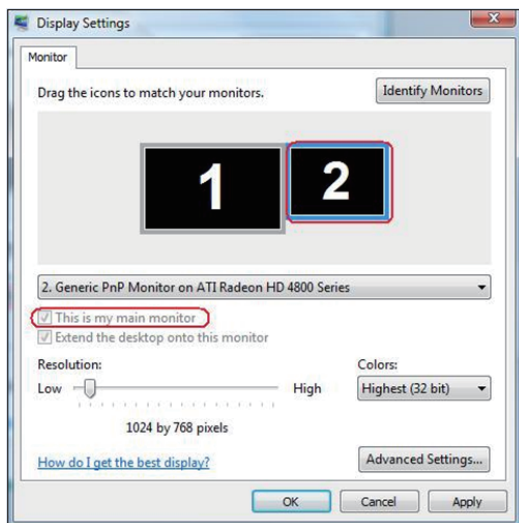 Display Settings
Monitor
Drag the icons to match your monitors.
Identify Monitors
1
2
2. Generic PnP Monitor on ATI Radeon HD 4800 Series
This is my main monitor
Extend the desktop onto this monitor
Resolution:
Colors:
Low
High
Highest (32 bit)
1024 by 768 pixels
How do I get the best display?
Advanced Settings...
OK
Cancel
Apply